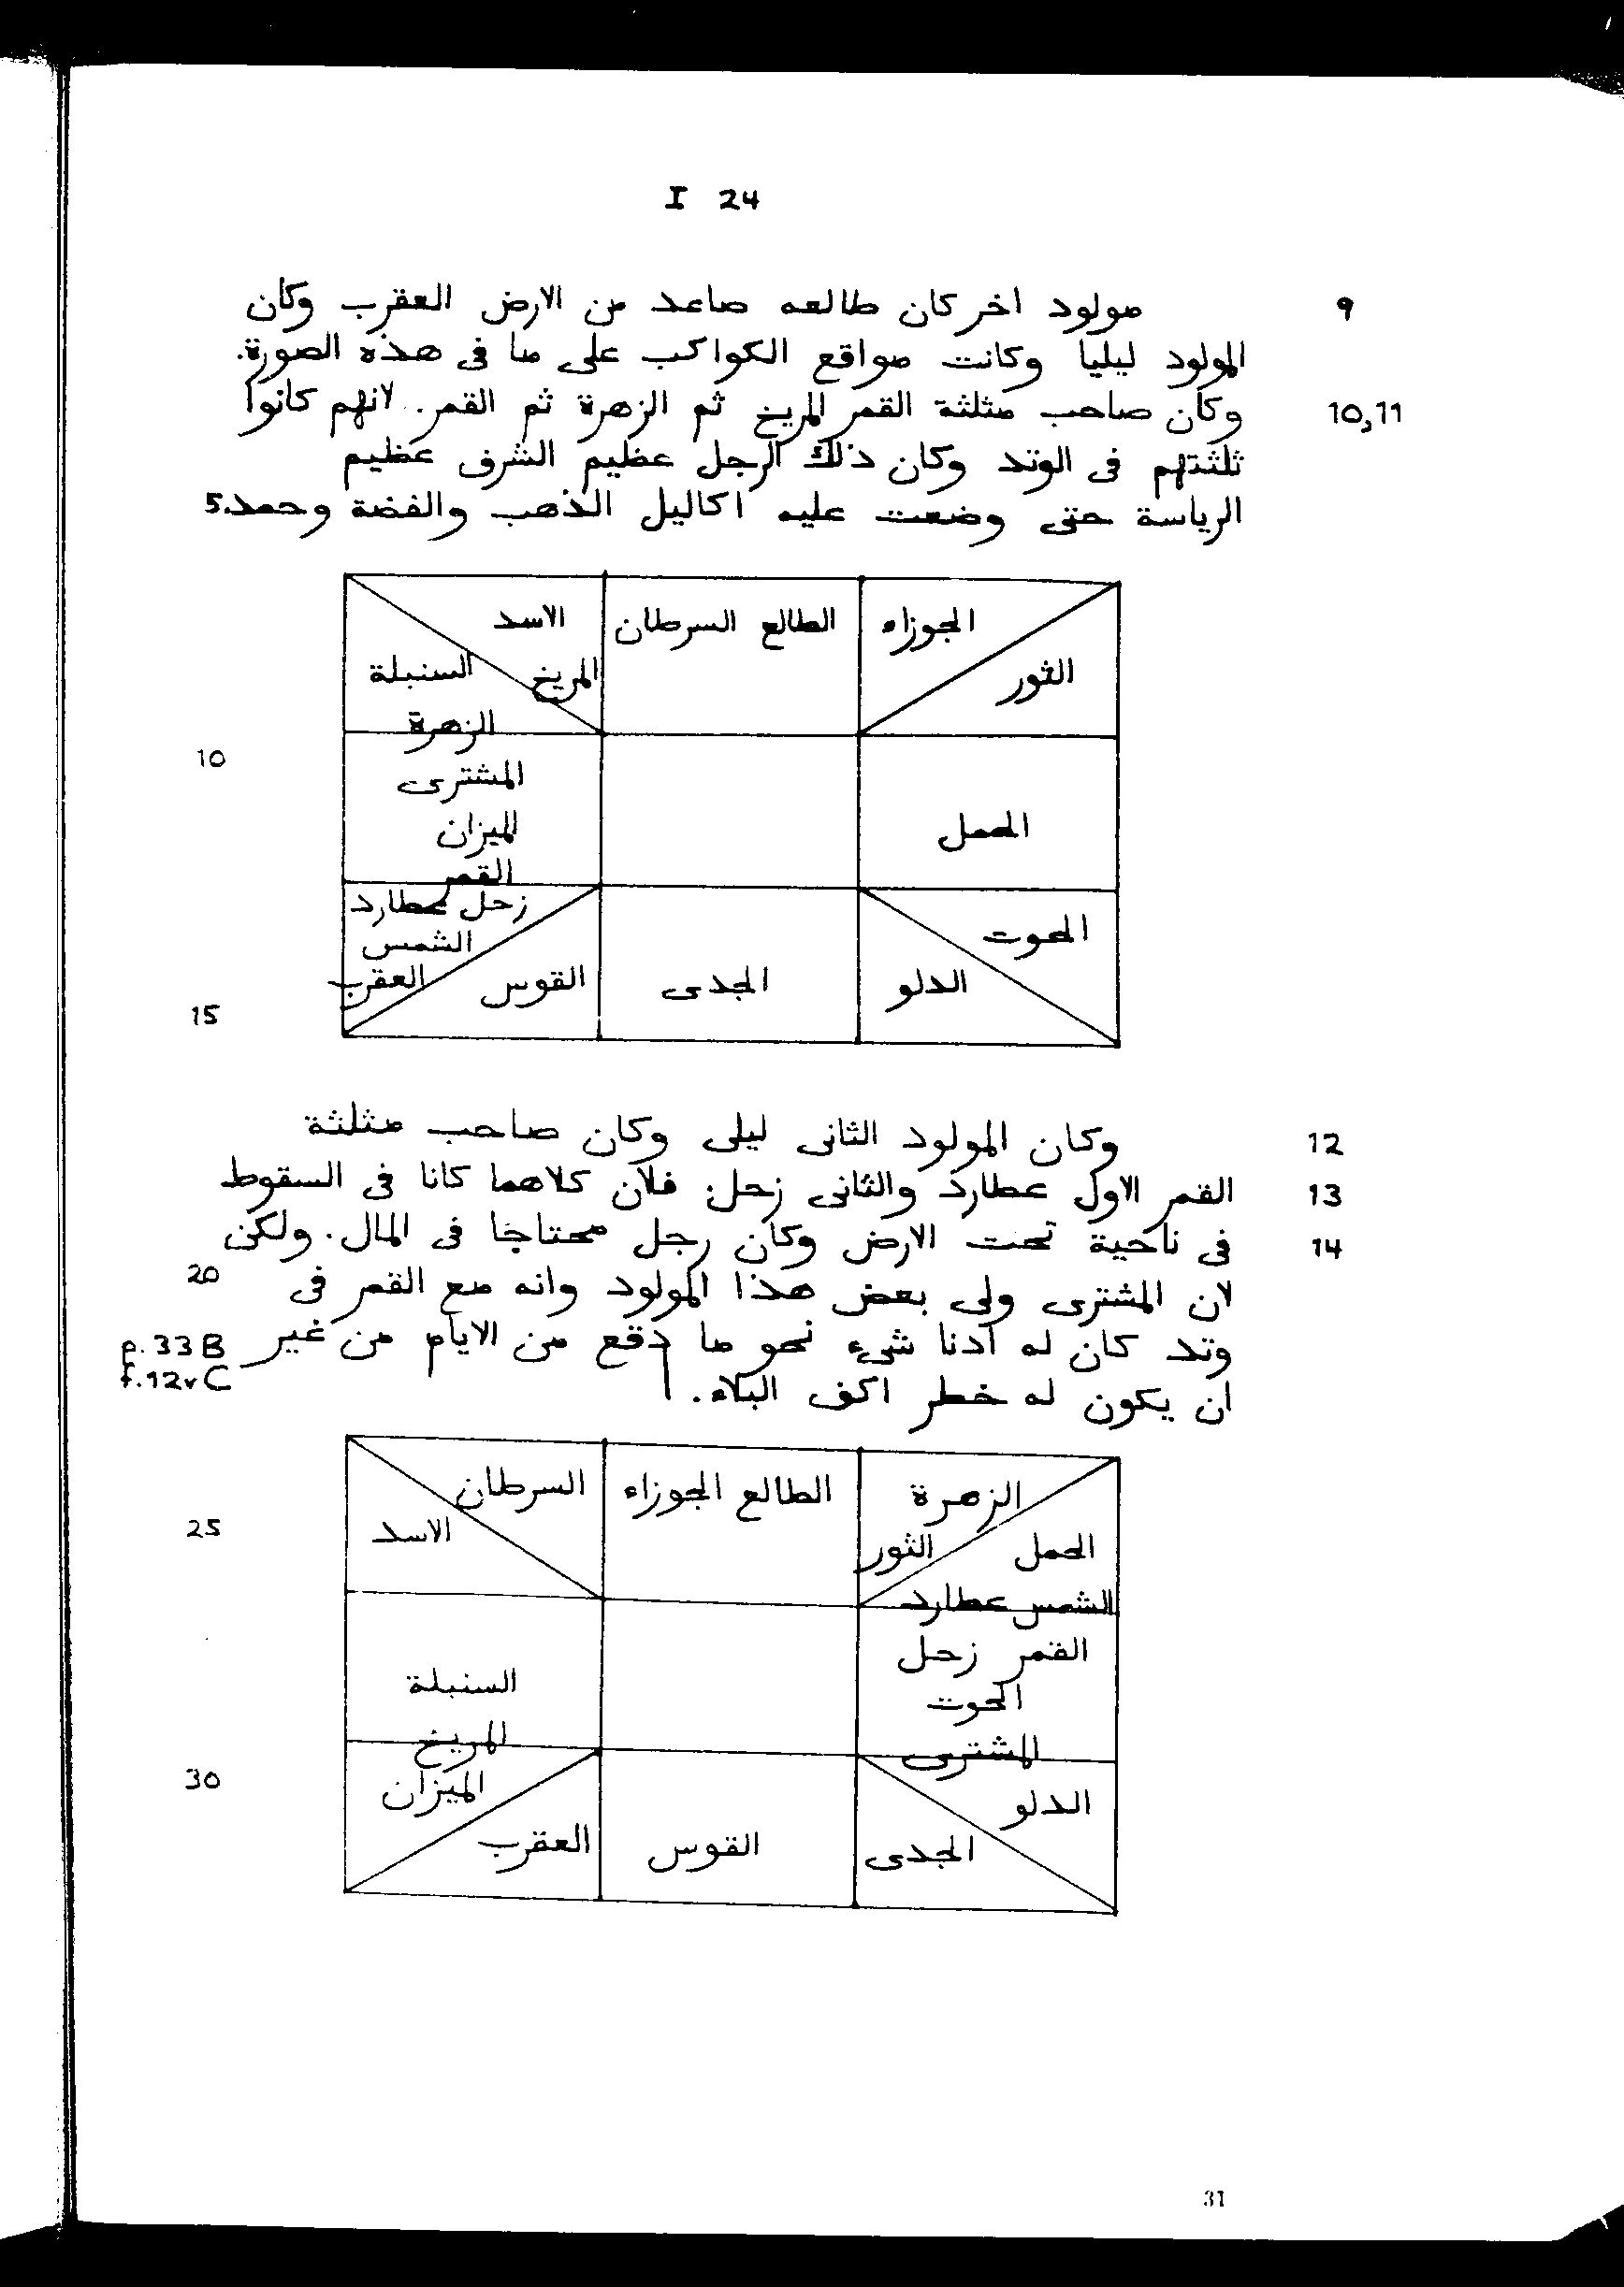 I 24
9 مولود اخر كان طالعه صاعد من الارض العقرب وكان
المولود ليليا وكانت مواقع الكواكب على ما فى هذه الصورة.
10,11 وكان صاحب مثلثة القمر المريخ ثم الزهرة ثم القمر. لانهم كانوا
ثلثتهم فى الوتد وكان ذلك الرجل عظيم الشرف عظيم
الرياسة حتى وضعت عليه اكاليل الذهب والفضة وحمد. 5
الجوزاء الطالع السرطان الاسد
الثور المريخ السنبلة
الزهرة
10
المشترى
الحمل الميزان
القمر
زحل عطارد
الحوت الشمس
الدلو الجدى القوس العقرب
15
12 وكان المولود الثانى ليلى وكان صاحب مثلثة
13 القمر الاول عطارد والثانى زحل: فلان كلاهما كانا فى السقوط
14 فى ناحية تحت الارض وكان رجل محتاجا فى المال. ولكن
لان المشترى ولى بعض هذا المولود وانه مع القمر فى 20
وتد كان له ادنا شىء نحو ما دفع من الايام من غير p. 33 B
ان يكون له خطر اكف البلاء. f.12v C
الزهرة الطالع الجوزاء السرطان
الحمل الثور الاسد 25
الشمس عطارد
القمر زحل
الحوت السنبلة
المشترى المريخ
الدلو الميزان 30
الجدى القوس العقرب
31